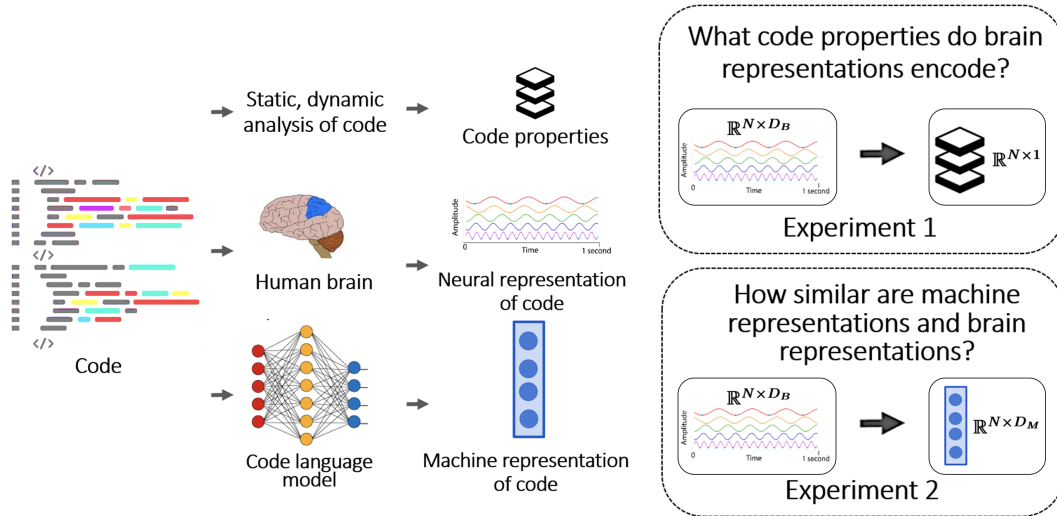 </>
</>
</>
Code
Static, dynamic
analysis of code
Code properties
Human brain
Amplitude
0
Time
1 second
Neural representation
of code
Code language
model
Machine representation
of code
What code properties do brain
representations encode?
ℝ^{N×D_B}
Amplitude
0
Time
1 second
ℝ^{N×1}
Experiment 1
How similar are machine
representations and brain
representations?
ℝ^{N×D_B}
Amplitude
0
Time
1 second
ℝ^{N×D_M}
Experiment 2